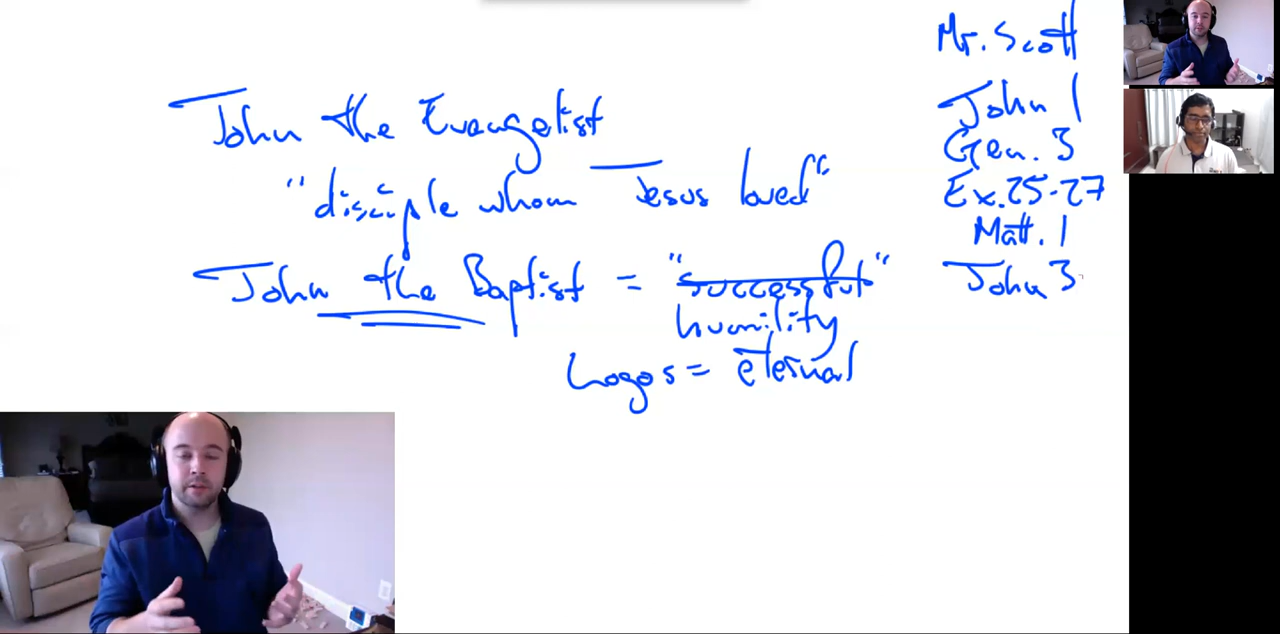 Mr. Scott
John 1
Gen. 3
Ex. 25-27
Matt. 1
John 3
John the Evangelist
"disciple whom Jesus loved"
John the Baptist = "successful"
humility
Logos = eternal